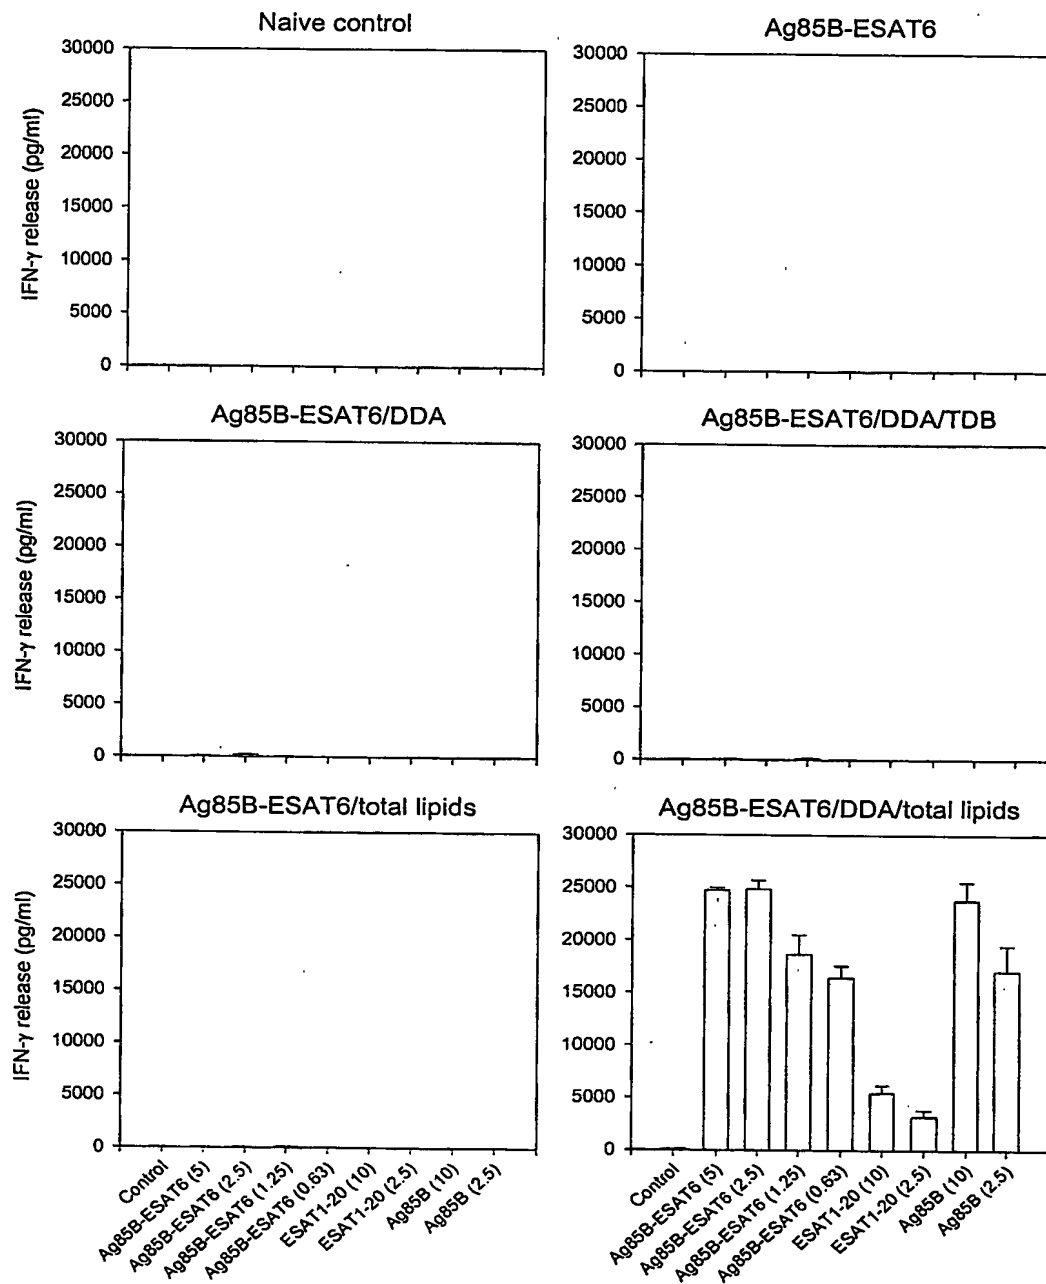 Naive control
30000
25000
20000
15000
10000
5000
0
IFN-γ release (pg/ml)
Ag85B-ESAT6
30000
25000
20000
15000
10000
5000
0
Ag85B-ESAT6/DDA
30000
25000
20000
15000
10000
5000
0
IFN-γ release (pg/ml)
Ag85B-ESAT6/DDA/TDB
30000
25000
20000
15000
10000
5000
0
Ag85B-ESAT6/total lipids
30000
25000
20000
15000
10000
5000
0
IFN-γ release (pg/ml)
Control
Ag85B-ESAT6 (5)
Ag85B-ESAT6 (2.5)
Ag85B-ESAT6 (1.25)
Ag85B-ESAT6 (0.63)
ESAT1-20 (10)
ESAT1-20 (2.5)
Ag85B (10)
Ag85B (2.5)
Ag85B-ESAT6/DDA/total lipids
30000
25000
20000
15000
10000
5000
0
Control
Ag85B-ESAT6 (5)
Ag85B-ESAT6 (2.5)
Ag85B-ESAT6 (1.25)
Ag85B-ESAT6 (0.63)
ESAT1-20 (10)
ESAT1-20 (2.5)
Ag85B (10)
Ag85B (2.5)